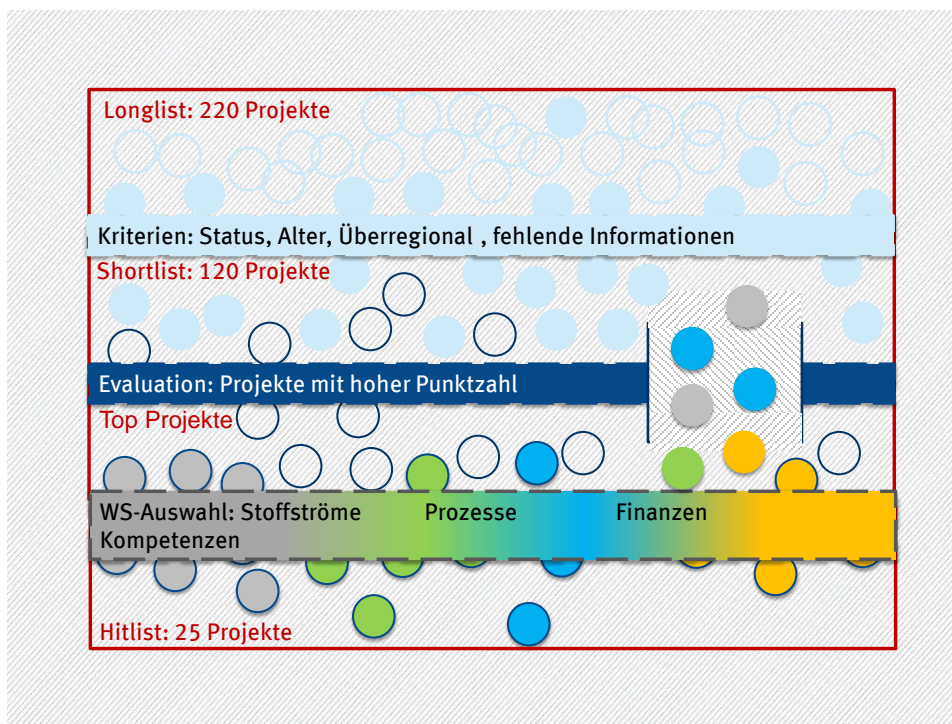 Longlist: 220 Projekte
Kriterien: Status, Alter, Überregional , fehlende Informationen
Shortlist: 120 Projekte
Evaluation: Projekte mit hoher Punktzahl
Top Projekte
WS-Auswahl: Stoffströme Prozesse Finanzen
Kompetenzen
Hitlist: 25 Projekte